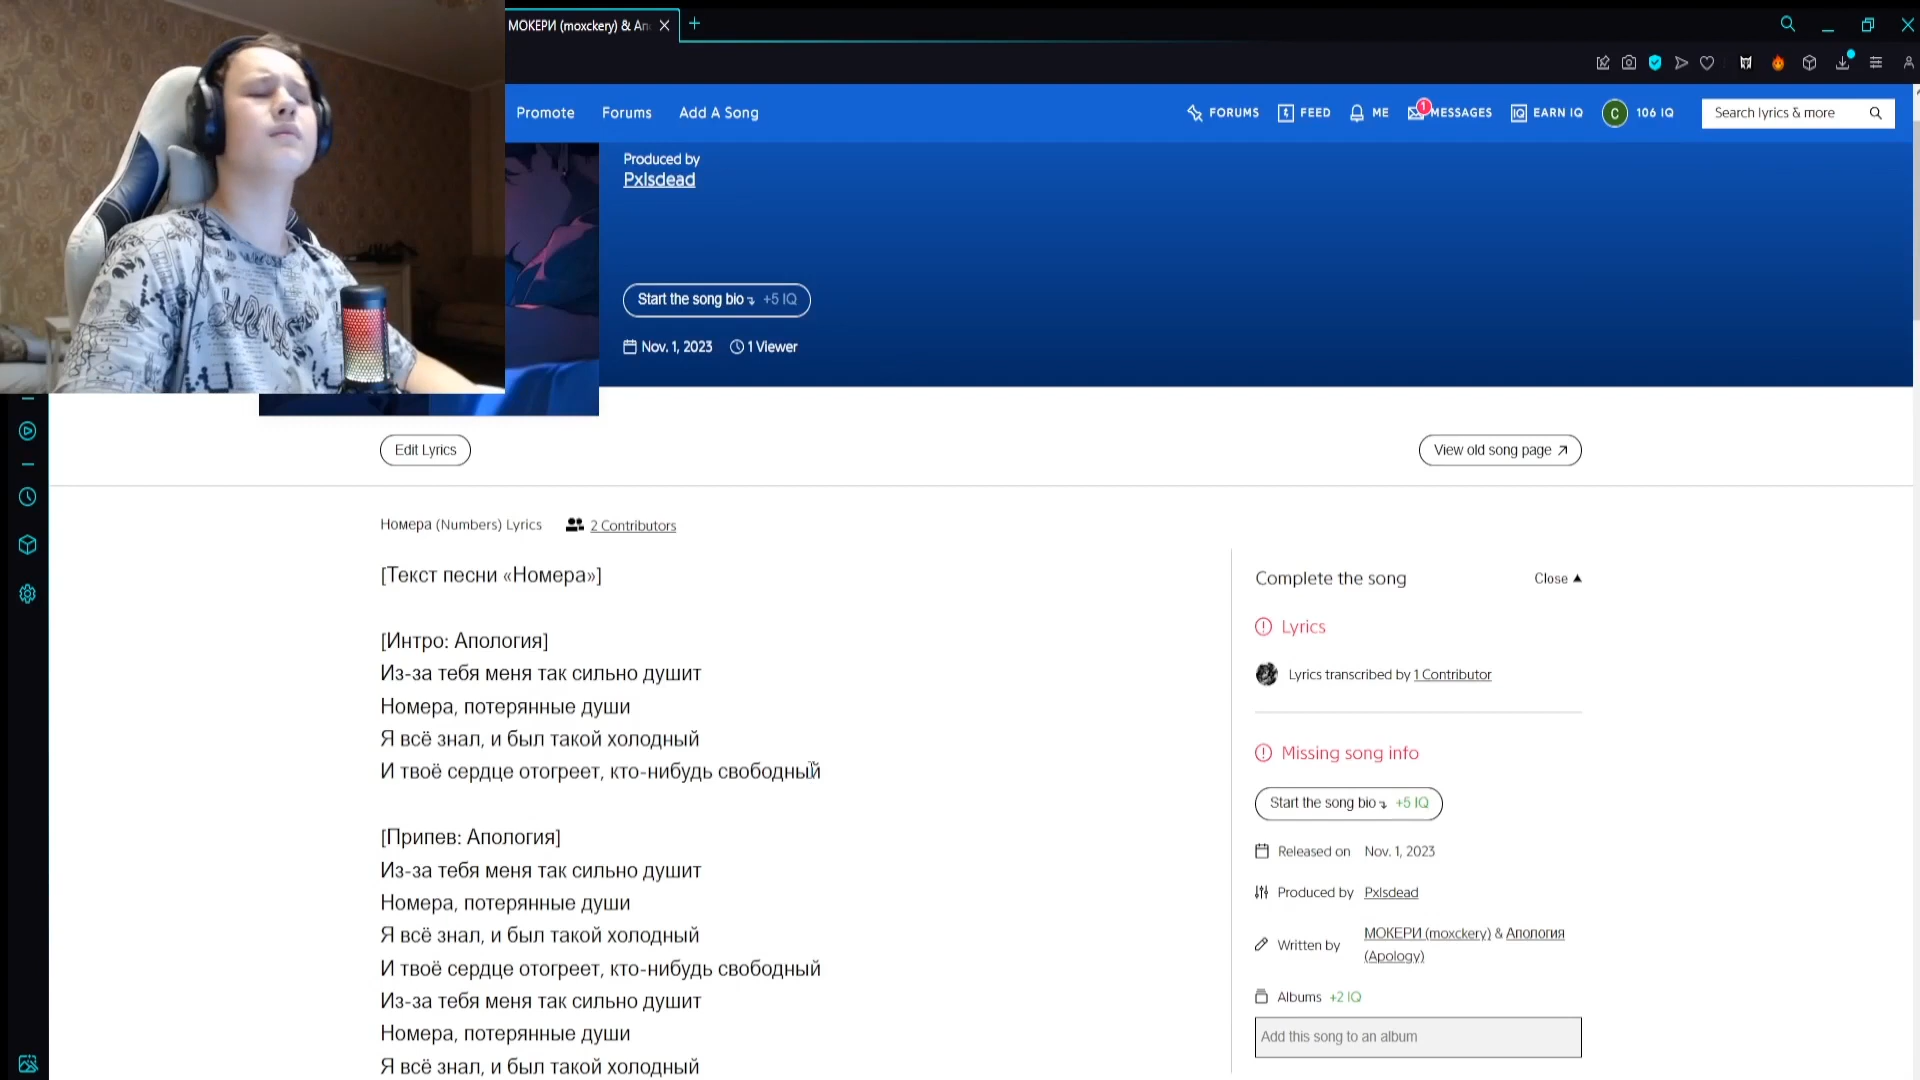 МОКЕРИ (moxckery) & Ап
Promote
Forums
Add A Song
FORUMS
FEED
ME
1
MESSAGES
EARN IQ
C
106 IQ
Search lyrics & more
Produced by
Pxlsdead
Start the song bio +5 IQ
Nov. 1, 2023
1 Viewer
Edit Lyrics
View old song page
Номера (Numbers) Lyrics
2 Contributors
[Текст песни «Номера»]
[Интро: Апология]
Из-за тебя меня так сильно душит
Номера, потерянные души
Я всё знал, и был такой холодный
И твоё сердце отогреет, кто-нибудь свободный
[Припев: Апология]
Из-за тебя меня так сильно душит
Номера, потерянные души
Я всё знал, и был такой холодный
И твоё сердце отогреет, кто-нибудь свободный
Из-за тебя меня так сильно душит
Номера, потерянные души
Я всё знал, и был такой холодный
Complete the song
Close
Lyrics
Lyrics transcribed by 1 Contributor
Missing song info
Start the song bio +5 IQ
Released on Nov. 1, 2023
Produced by Pxlsdead
Written by МОКЕРИ (moxckery) & Апология
(Apology)
Albums +2 IQ
Add this song to an album